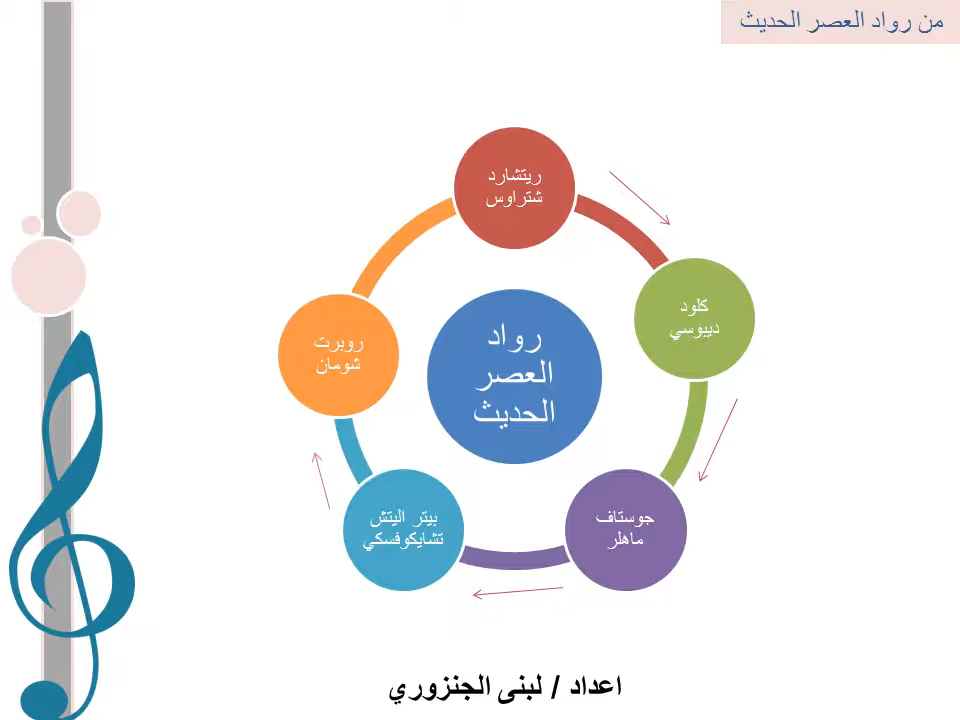 من رواد العصر الحديث
ريتشارد
شتراوس
كلود
ديبوسي
جوستاف
ماهلر
بيتر اليتش
تشايكوفسكي
روبرت
شومان
رواد
العصر
الحديث
اعداد / لبنى الجنزوري